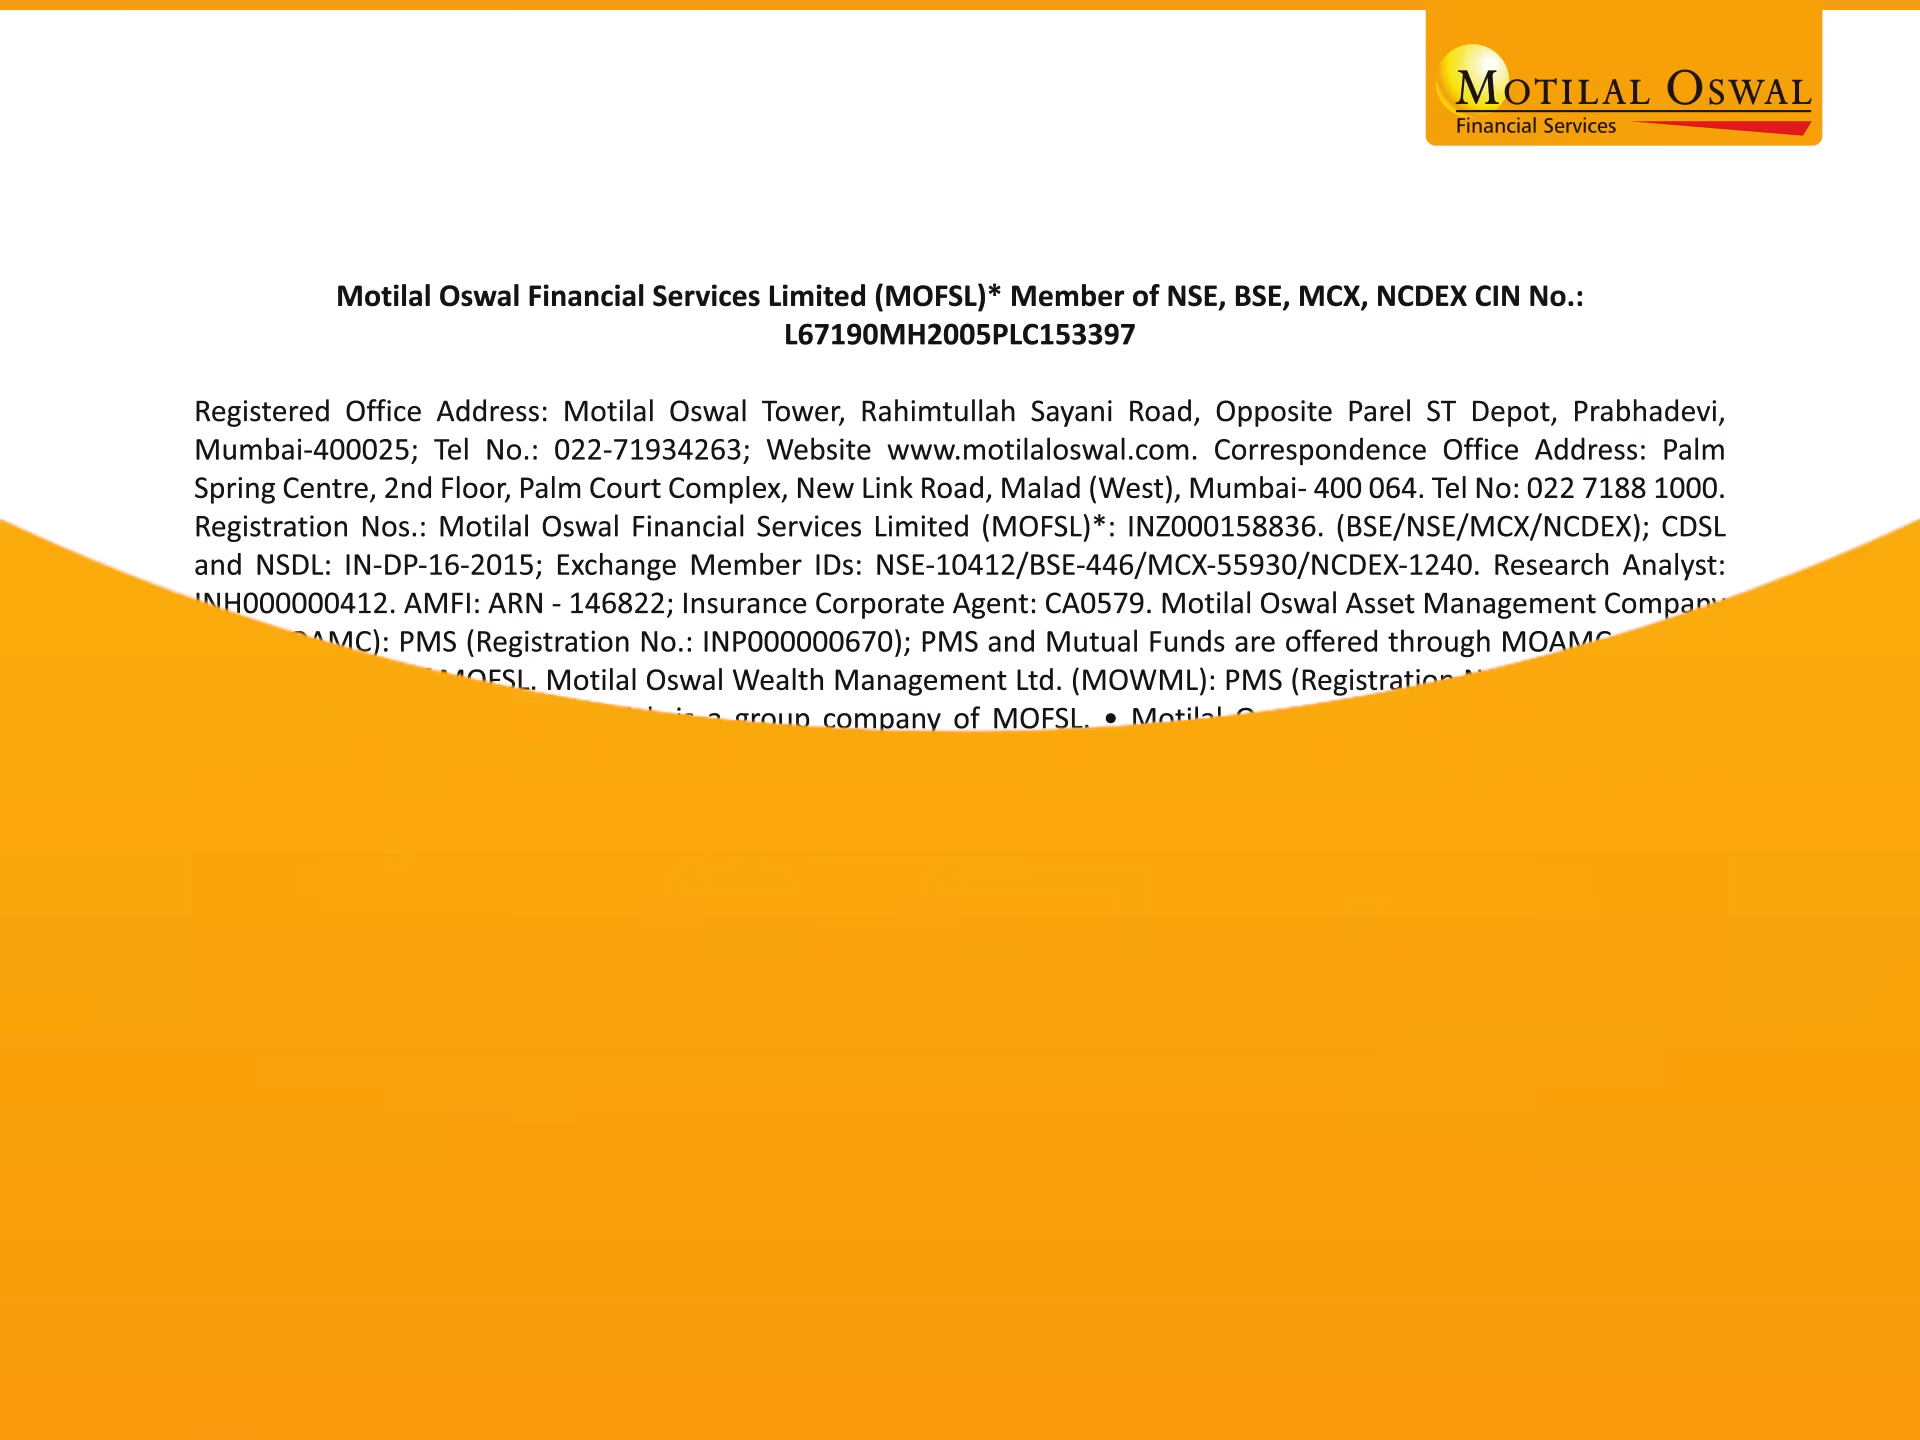 MOTILAL OSWAL
Financial Services
Motilal Oswal Financial Services Limited (MOFSL)* Member of NSE, BSE, MCX, NCDEX CIN No.:
L67190MH2005PLC153397
Registered Office Address: Motilal Oswal Tower, Rahimtullah Sayani Road, Opposite Parel ST Depot, Prabhadevi,
Mumbai-400025; Tel No.: 022-71934263; Website www.motilaloswal.com. Correspondence Office Address: Palm
Spring Centre, 2nd Floor, Palm Court Complex, New Link Road, Malad (West), Mumbai- 400 064. Tel No: 022 7188 1000.
Registration Nos.: Motilal Oswal Financial Services Limited (MOFSL)*: INZ000158836. (BSE/NSE/MCX/NCDEX); CDSL
and NSDL: IN-DP-16-2015; Exchange Member IDs: NSE-10412/BSE-446/MCX-55930/NCDEX-1240. Research Analyst:
INH000000412. AMFI: ARN - 146822; Insurance Corporate Agent: CA0579. Motilal Oswal Asset Management Company
PMS (Registration No.: INP000000670); PMS and Mutual Funds are offered through
MOFSL. Motilal Oswal Wealth Management Ltd. (MOWML): PMS (Registration
is a group company of MOFSL. • Motilal